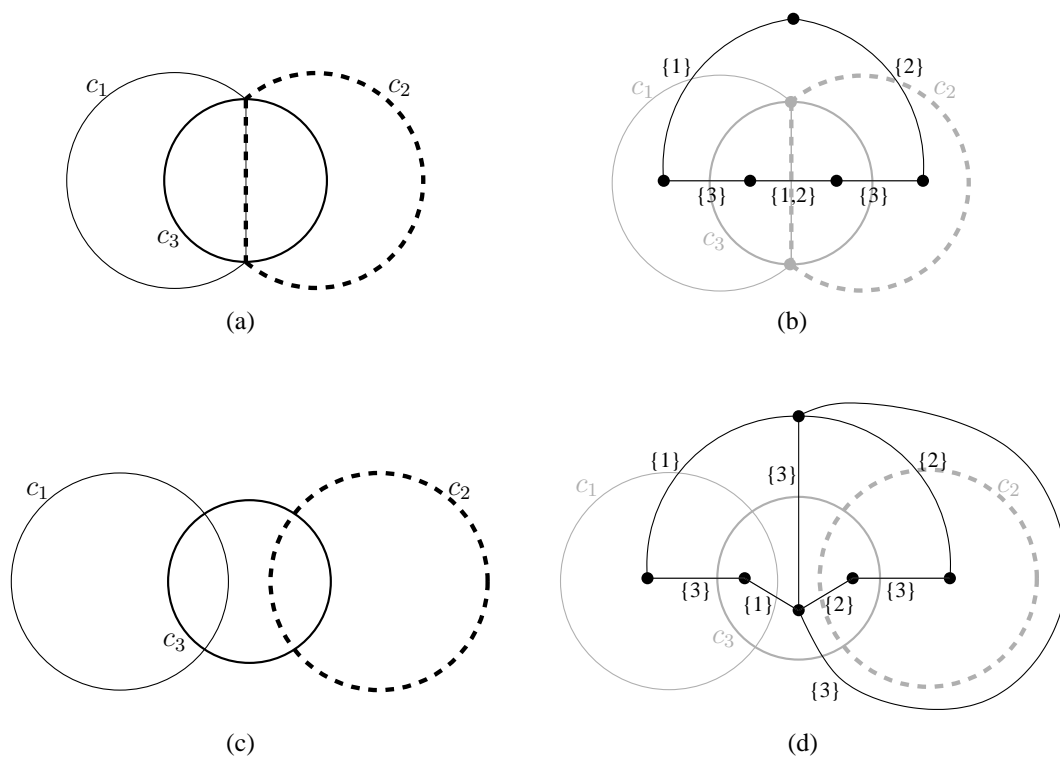 c₁
c₂
c₃
(a)
{1}
{2}
c₁
c₂
{3}
{1,2}
{3}
c₃
(b)
c₁
c₂
c₃
(c)
{1}
{2}
{3}
c₁
c₂
{3}
{1}
{2}
{3}
c₃
{3}
(d)